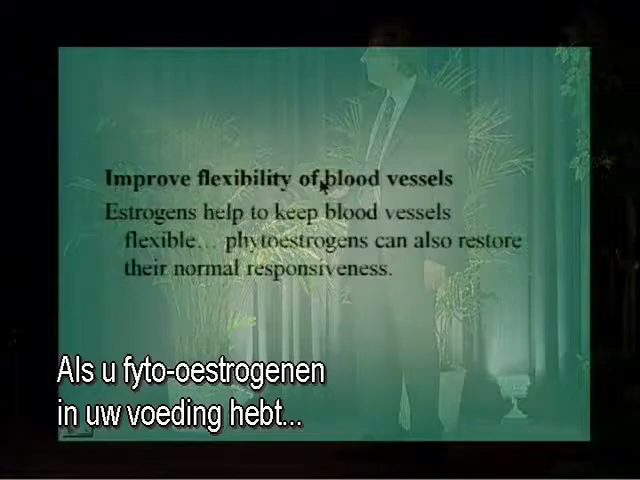 Improve flexibility of blood vessels
Estrogens help to keep blood vessels
flexible... phytoestrogens can also restore
their normal responsiveness.
Als u fyto-oestrogenen
in uw voeding hebt...